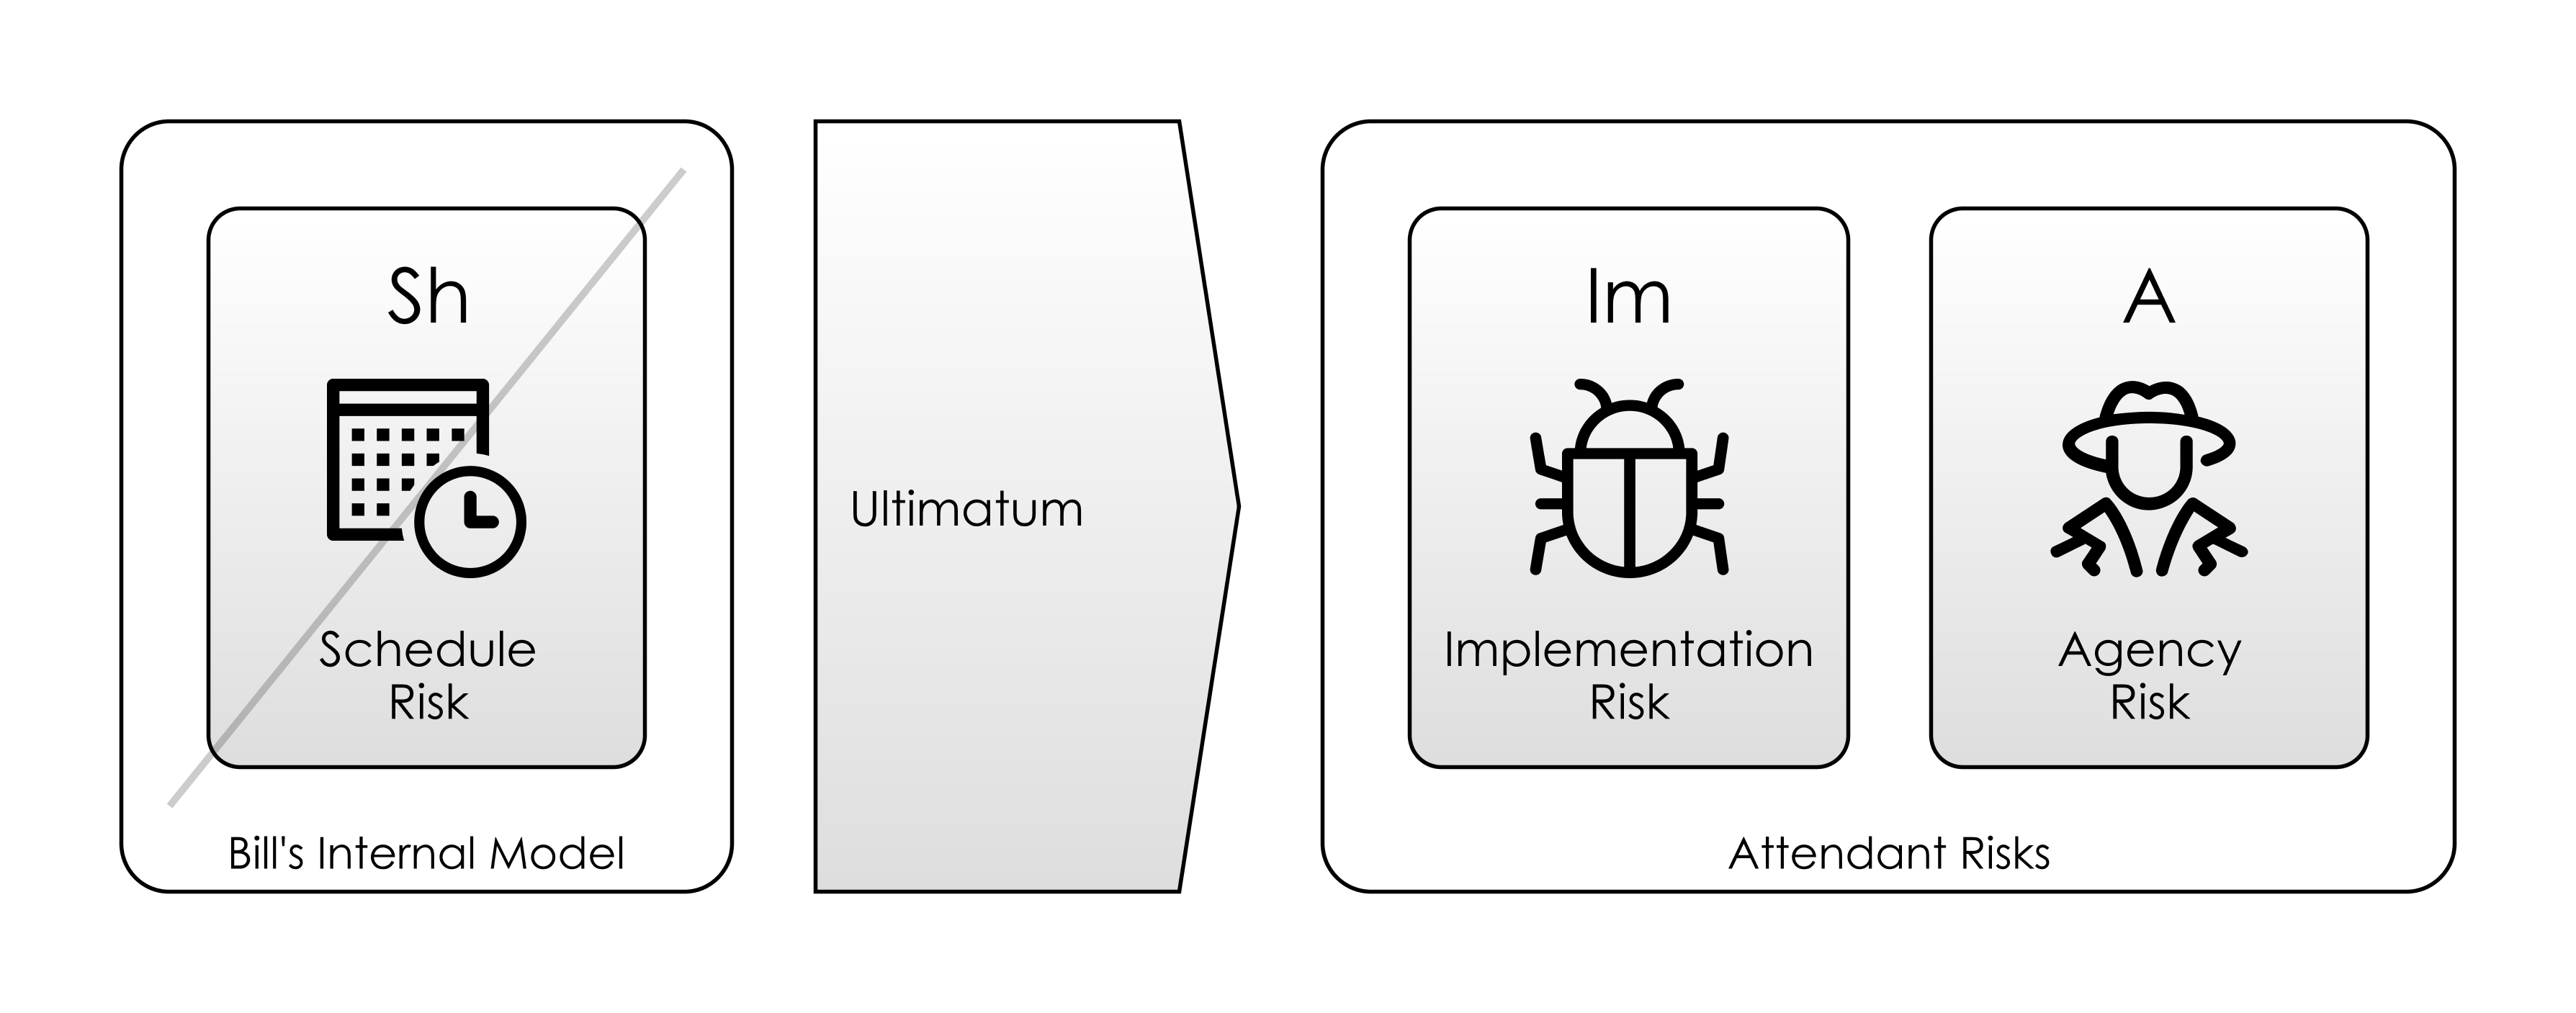 Sh
Schedule
Risk
Bill's Internal Model
Ultimatum
Im
Implementation
Risk
A
Agency
Risk
Attendant Risks